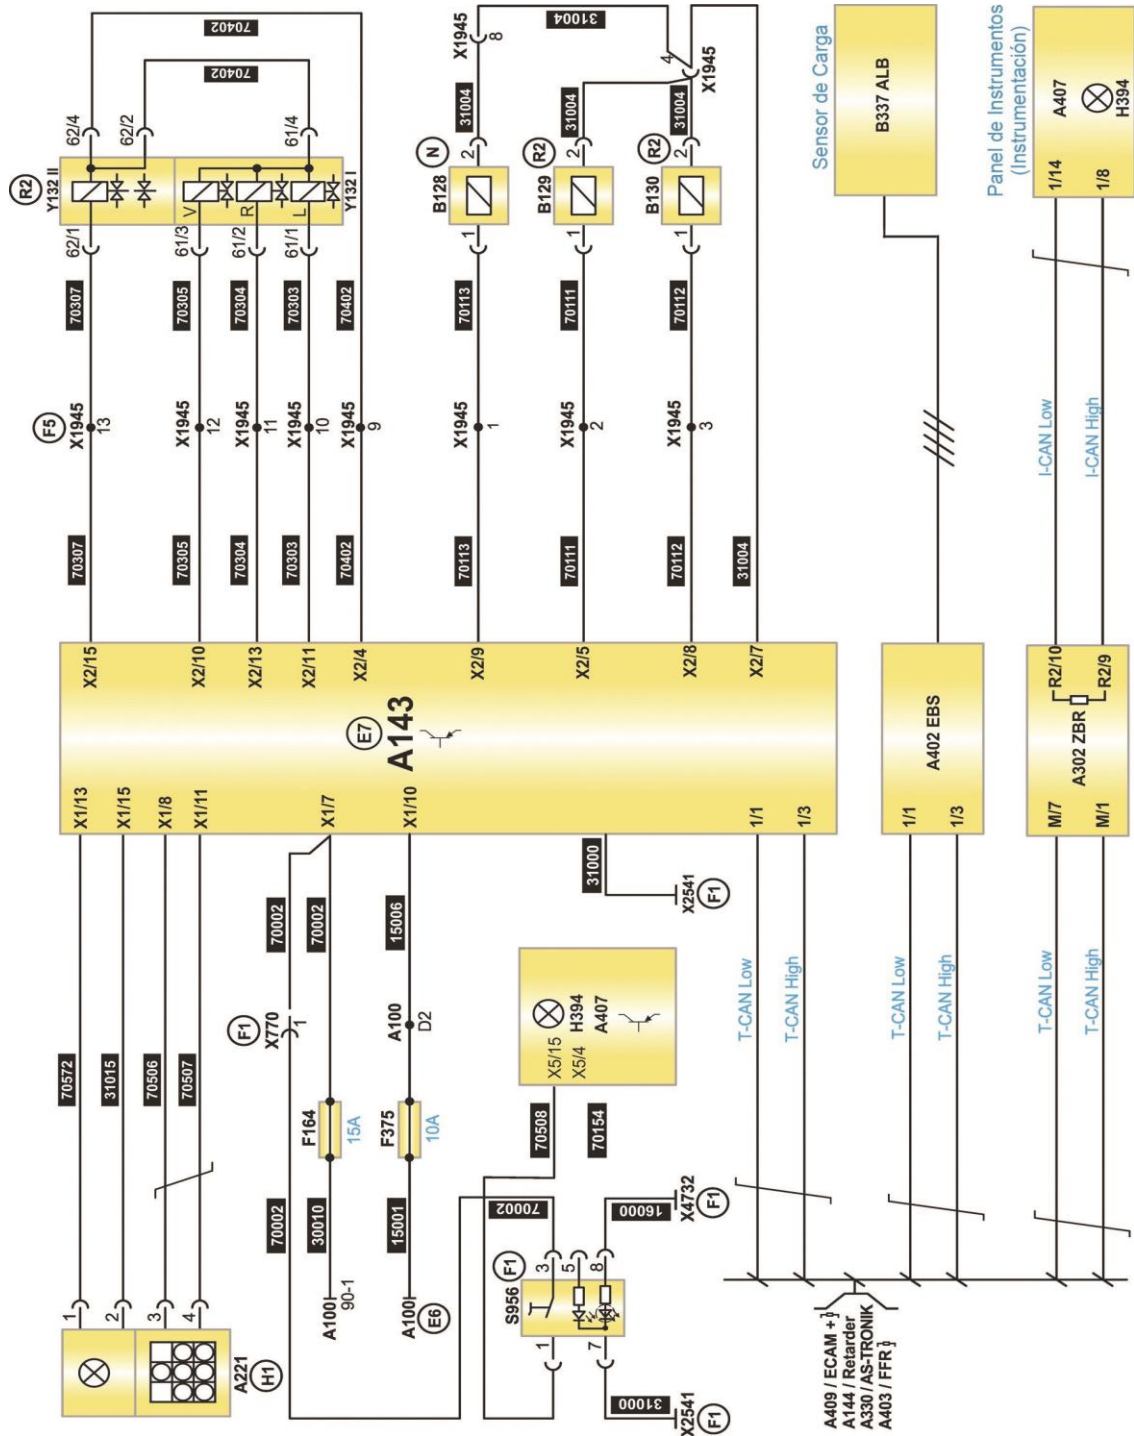 A221
H1
1
2
3
4
70572
31015
70506
70507
X1/13
X1/15
X1/8
X1/11
X1/7
X1/10
E7
A143
X2/15
X2/10
X2/13
X2/11
X2/4
X2/9
X2/5
X2/8
X2/7
1/1
1/3
70002
70002
70002
F1
X770
1
A100
90-1
30010
F164
15A
A100
E6
15001
F375
10A
A100
D2
15006
31000
X2541
F1
S956
F1
3
5
8
1
7
70002
16000
X4732
F1
31000
X2541
F1
70508
70154
X5/15
X5/4
H394
A407
70307
70305
70304
70303
70402
F5
X1945
13
X1945
12
X1945
11
X1945
10
X1945
9
70307
70305
70304
70303
70402
62/1
61/3
61/2
61/1
R2
Y132 II
V
R
L
Y132 I
62/4
62/2
61/4
70402
70402
70113
70111
70112
31004
X1945
1
X1945
2
X1945
3
70113
70111
70112
1
1
1
B128
N
B129
R2
B130
R2
2
2
2
31004
31004
31004
X1945
8
31004
4
X1945
T-CAN Low
T-CAN High
A402 EBS
1/1
1/3
T-CAN Low
T-CAN High
Sensor de Carga
B337 ALB
A302 ZBR
M/7
M/1
R2/10
R2/9
T-CAN Low
T-CAN High
I-CAN Low
I-CAN High
Panel de Instrumentos
(Instrumentación)
1/14
1/8
A407
H394
A409 / ECAM +
A144 / Retarder
A330 / AS-TRONIK
A403 / FFR